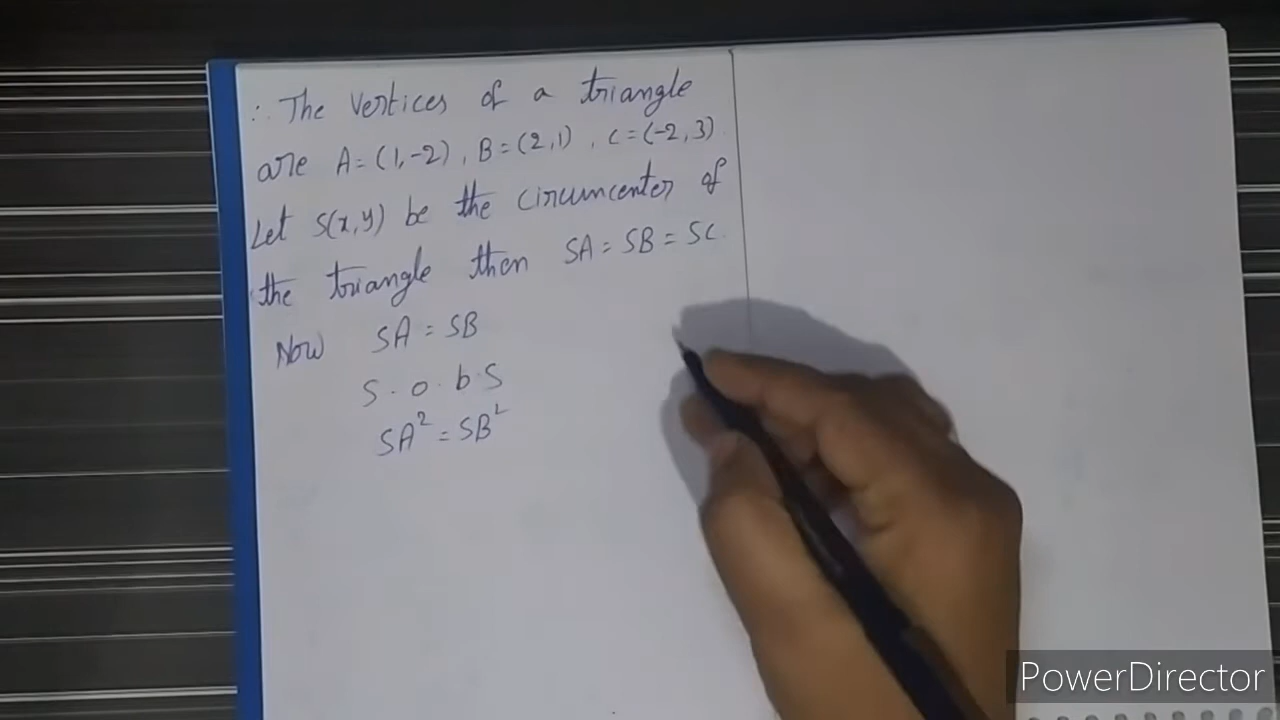 ∴ The vertices of a triangle
are A=(1,-2), B=(2,1), C=(-2,3).
Let S(x,y) be the circumcenter of
the triangle then SA = SB = SC.
Now SA = SB
S.o.b.S
SA² = SB²
PowerDirector